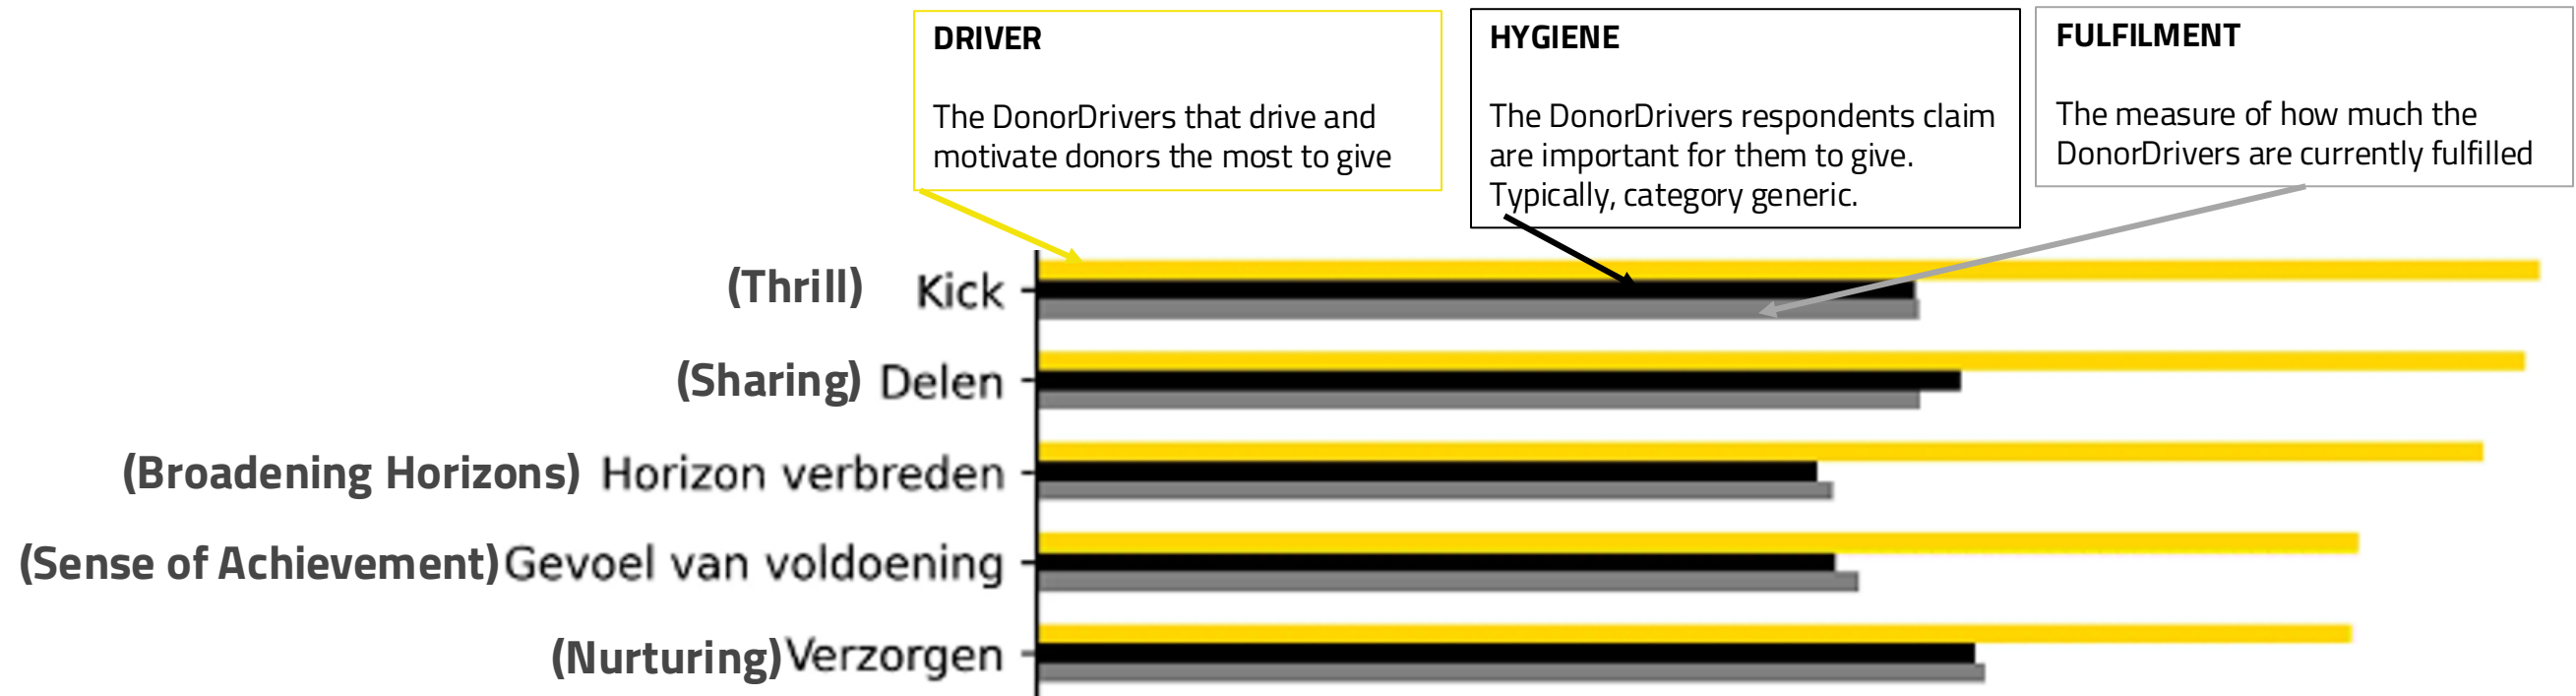 DRIVER
The DonorDrivers that drive and
motivate donors the most to give
HYGIENE
The DonorDrivers respondents claim
are important for them to give.
Typically, category generic.
FULFILMENT
The measure of how much the
DonorDrivers are currently fulfilled
(Thrill) Kick
(Sharing) Delen
(Broadening Horizons) Horizon verbreden
(Sense of Achievement) Gevoel van voldoening
(Nurturing) Verzorgen